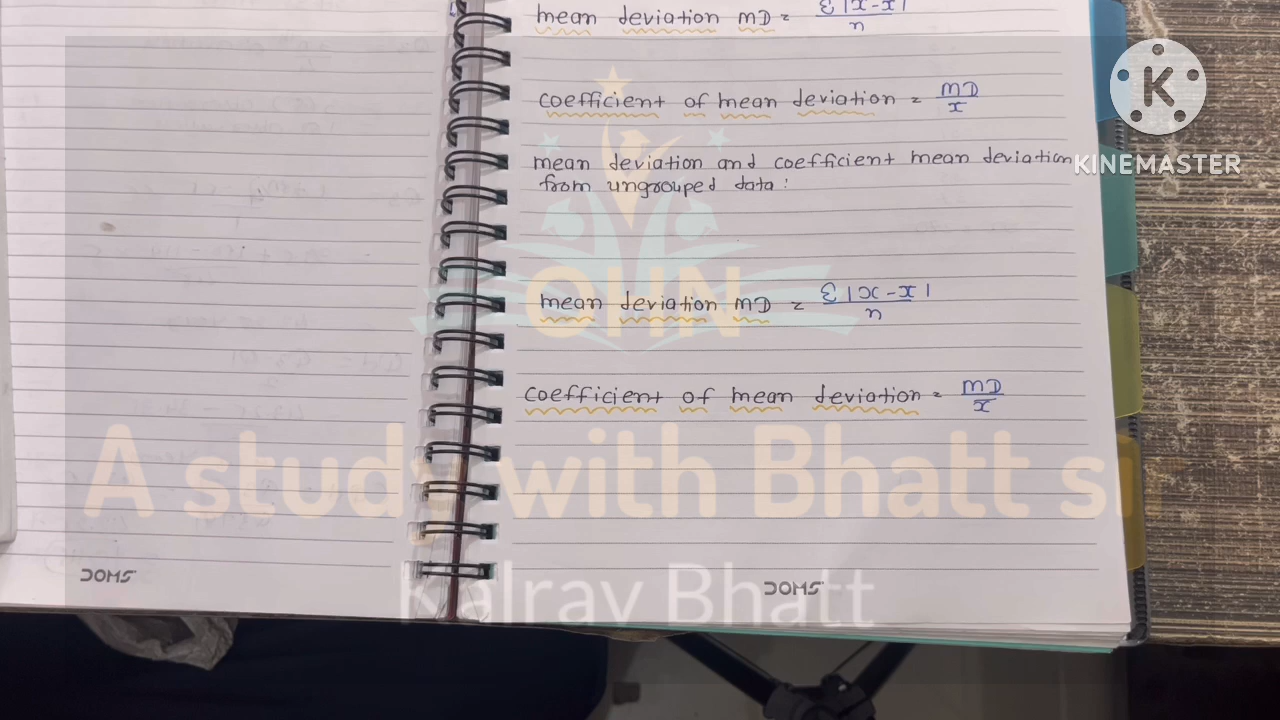 mean deviation MD = Σ|x-x̄|
n
KINEMASTER
coefficient of mean deviation = MD
x̄
mean deviation and coefficient mean deviation
from ungrouped data:
OHN
mean deviation MD = Σ|x-x̄|
n
coefficient of mean deviation = MD
x̄
A study with Bhatt sir
Kalrav Bhatt
DOMS
DOMS